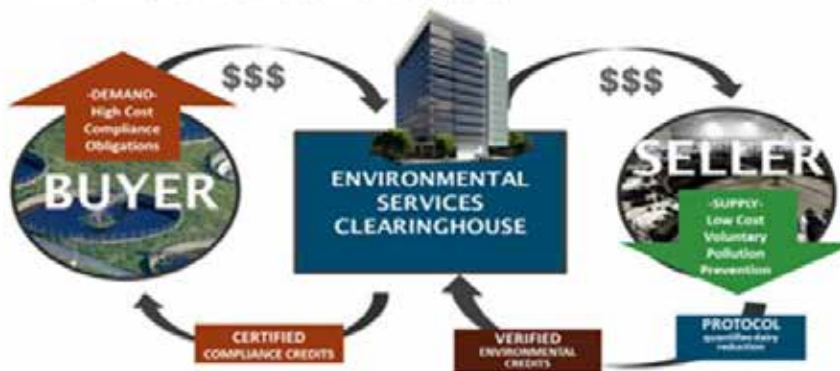 $$$
$$$
-DEMAND-
High Cost
Compliance
Obligations
BUYER
ENVIRONMENTAL
SERVICES
CLEARINGHOUSE
SELLER
-SUPPLY-
Low Cost
Voluntary
Pollution
Prevention
CERTIFIED
COMPLIANCE CREDITS
VERIFIED
ENVIRONMENTAL
CREDITS
PROTOCOL
quantifies dairy
reduction